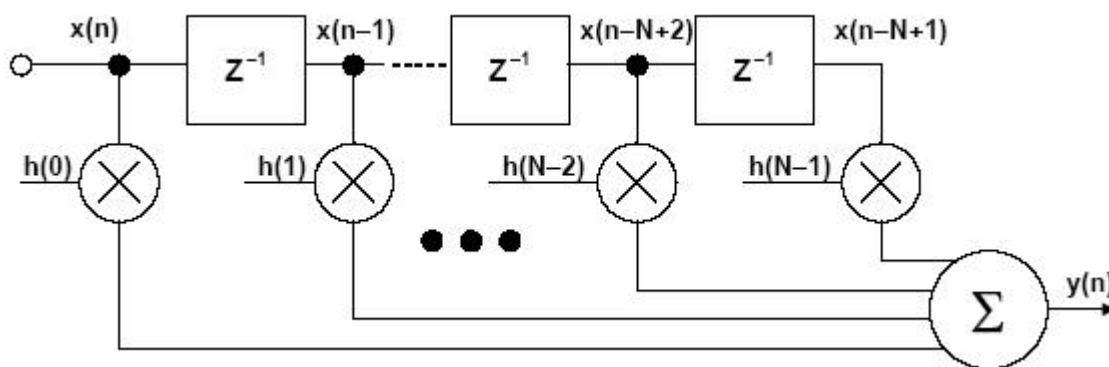 x(n) x(n–1) x(n–N+2) x(n–N+1)
Z⁻¹ Z⁻¹ Z⁻¹
h(0) h(1) h(N–2) h(N–1)
Σ y(n)